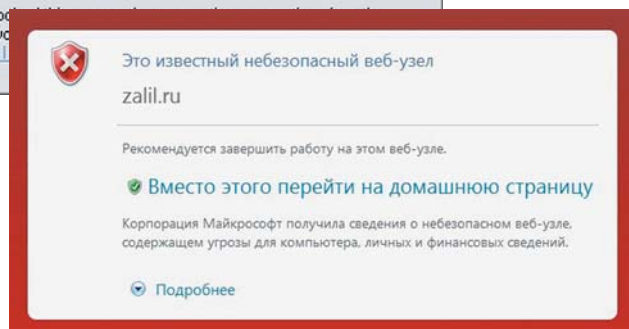 Это известный небезопасный веб-узел
zalil.ru
Рекомендуется завершить работу на этом веб-узле.
Вместо этого перейти на домашнюю страницу
Корпорация Майкрософт получила сведения о небезопасном веб-узле,
содержащем угрозы для компьютера, личных и финансовых сведений.
Подробнее